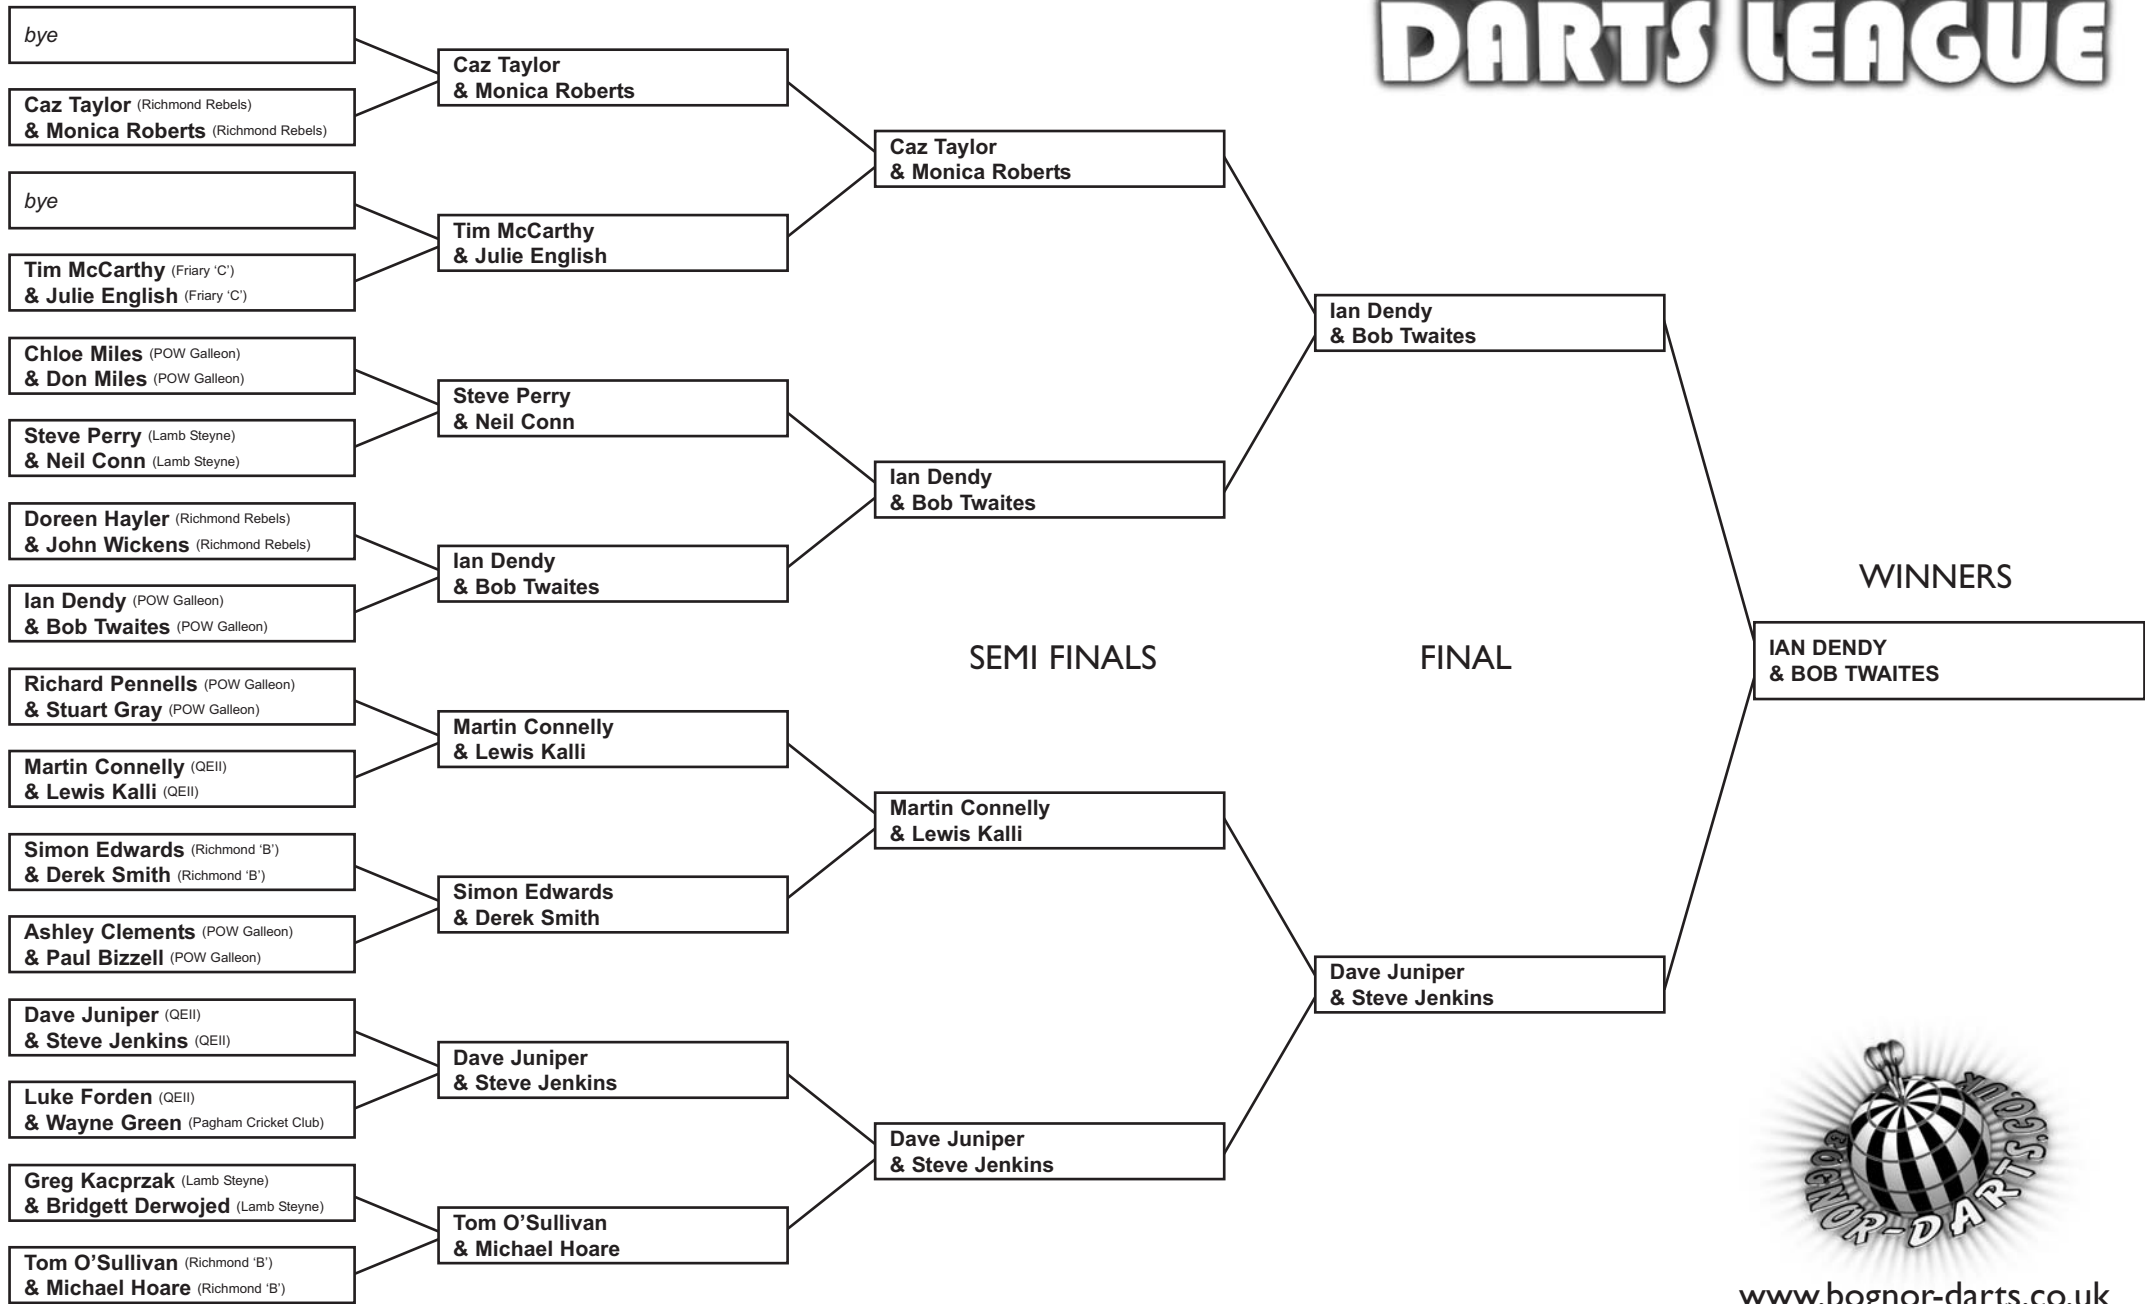 DARTS LEAGUE
bye
Caz Taylor (Richmond Rebels)
& Monica Roberts (Richmond Rebels)
bye
Tim McCarthy (Friary ‘C’)
& Julie English (Friary ‘C’)
Chloe Miles (POW Galleon)
& Don Miles (POW Galleon)
Steve Perry (Lamb Steyne)
& Neil Conn (Lamb Steyne)
Doreen Hayler (Richmond Rebels)
& John Wickens (Richmond Rebels)
Ian Dendy (POW Galleon)
& Bob Twaites (POW Galleon)
Richard Pennells (POW Galleon)
& Stuart Gray (POW Galleon)
Martin Connelly (QEII)
& Lewis Kalli (QEII)
Simon Edwards (Richmond ‘B’)
& Derek Smith (Richmond ‘B’)
Ashley Clements (POW Galleon)
& Paul Bizzell (POW Galleon)
Dave Juniper (QEII)
& Steve Jenkins (QEII)
Luke Forden (QEII)
& Wayne Green (Pagham Cricket Club)
Greg Kacprzak (Lamb Steyne)
& Bridgett Derwojed (Lamb Steyne)
Tom O’Sullivan (Richmond ‘B’)
& Michael Hoare (Richmond ‘B’)
Caz Taylor
& Monica Roberts
Tim McCarthy
& Julie English
Steve Perry
& Neil Conn
Ian Dendy
& Bob Twaites
Martin Connelly
& Lewis Kalli
Simon Edwards
& Derek Smith
Dave Juniper
& Steve Jenkins
Tom O’Sullivan
& Michael Hoare
Caz Taylor
& Monica Roberts
Ian Dendy
& Bob Twaites
SEMI FINALS
Martin Connelly
& Lewis Kalli
Dave Juniper
& Steve Jenkins
Ian Dendy
& Bob Twaites
FINAL
Dave Juniper
& Steve Jenkins
WINNERS
IAN DENDY
& BOB TWAITES
BOGNOR-DARTS.CO.UK
www.bognor-darts.co.uk